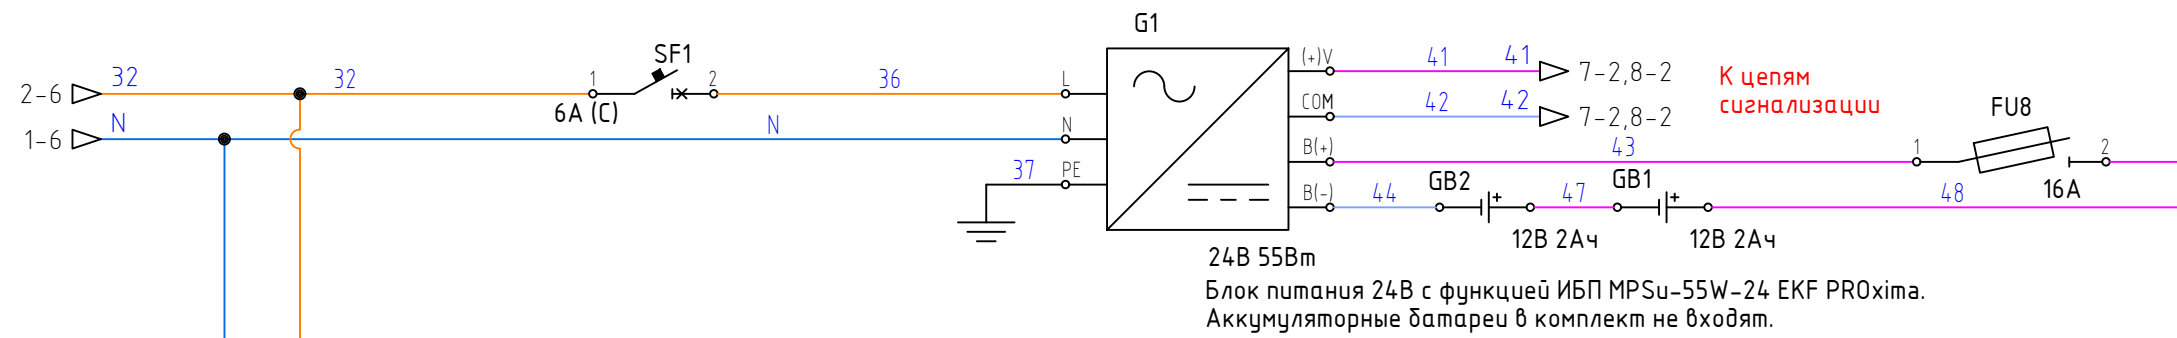 G1
SF1
2-6 32 32 1 2 36 L
6А (С)
1-6 N N N
37 PE
(+)V 41 41 7-2,8-2
COM 42 42 7-2,8-2
К цепям
сигнализации
B(+) 43 1 FU8 2
16А
B(-) 44 GB2 + 47 GB1 + 48
12В 2Ач 12В 2Ач
24В 55Вт
Блок питания 24В с функцией ИБП MPSu-55W-24 EKF PROxima.
Аккумуляторные батареи в комплект не входят.